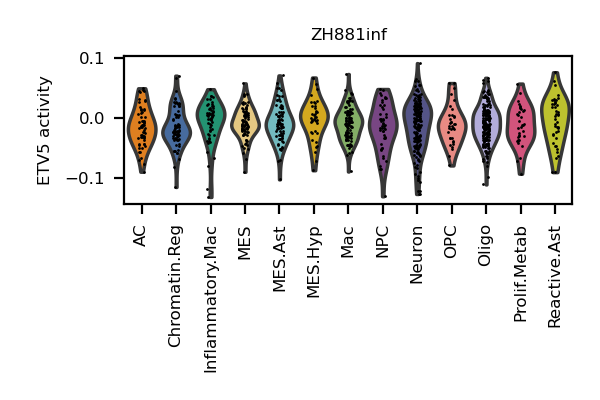 ZH881inf
ETV5 activity
0.1
0.0
−0.1
AC
Chromatin.Reg
Inflammatory.Mac
MES
MES.Ast
MES.Hyp
Mac
NPC
Neuron
OPC
Oligo
Prolif.Metab
Reactive.Ast